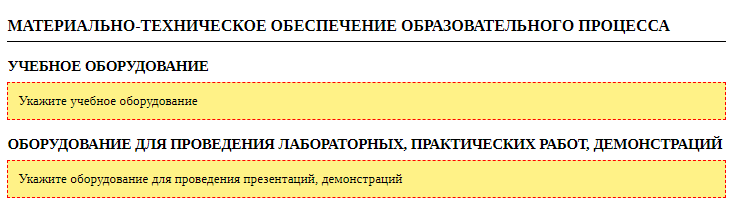 МАТЕРИАЛЬНО-ТЕХНИЧЕСКОЕ ОБЕСПЕЧЕНИЕ ОБРАЗОВАТЕЛЬНОГО ПРОЦЕССА
УЧЕБНОЕ ОБОРУДОВАНИЕ
Укажите учебное оборудование
ОБОРУДОВАНИЕ ДЛЯ ПРОВЕДЕНИЯ ЛАБОРАТОРНЫХ, ПРАКТИЧЕСКИХ РАБОТ, ДЕМОНСТРАЦИЙ
Укажите оборудование для проведения презентаций, демонстраций